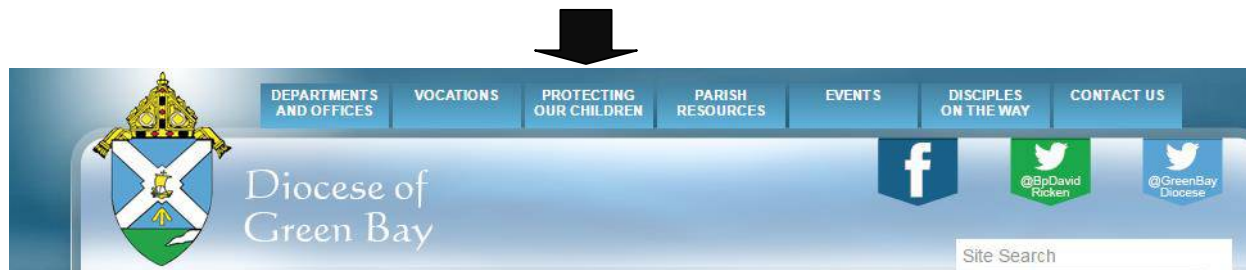 DEPARTMENTS
AND OFFICES
VOCATIONS
PROTECTING
OUR CHILDREN
PARISH
RESOURCES
EVENTS
DISCIPLES
ON THE WAY
CONTACT US
Diocese of
Green Bay
@BpDavid
Ricken
@GreenBay
Diocese
Site Search